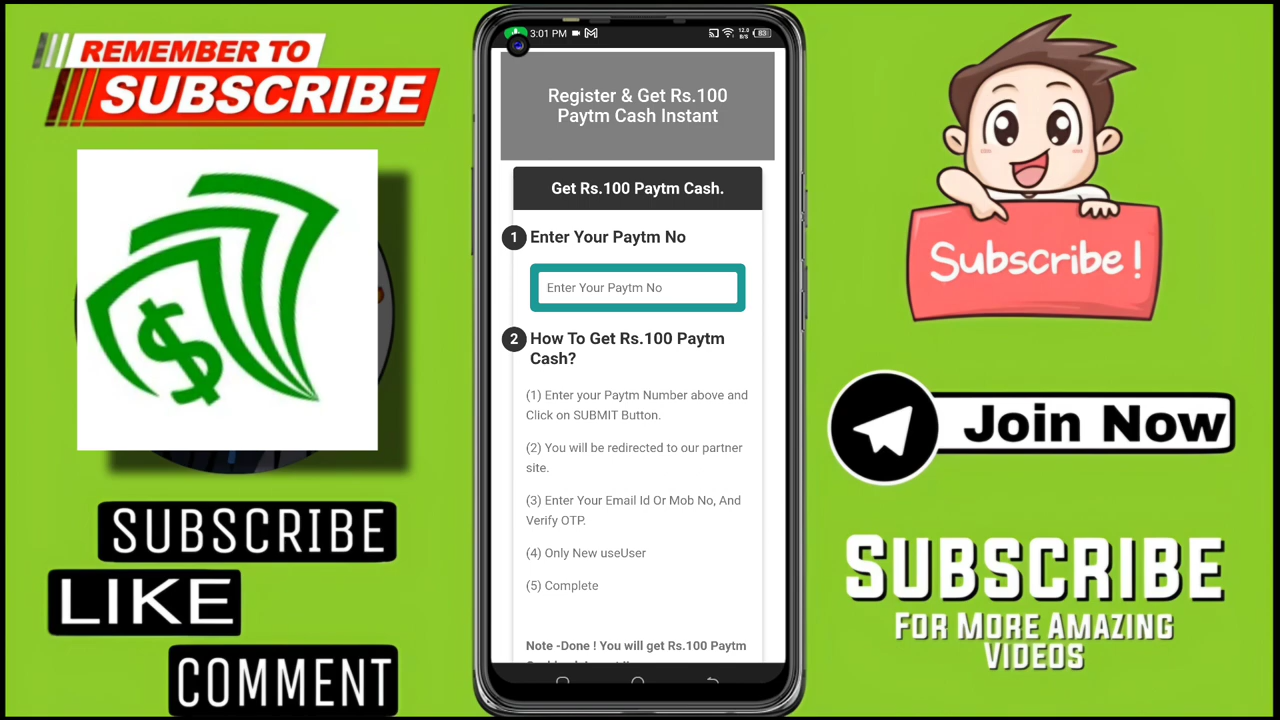 REMEMBER TO
SUBSCRIBE
$
SUBSCRIBE
LIKE
COMMENT
3:01 PM
12.0
B/S
83
Register & Get Rs.100
Paytm Cash Instant
Get Rs.100 Paytm Cash.
1 Enter Your Paytm No
Enter Your Paytm No
2 How To Get Rs.100 Paytm
Cash?
(1) Enter your Paytm Number above and
Click on SUBMIT Button.
(2) You will be redirected to our partner
site.
(3) Enter Your Email Id Or Mob No, And
Verify OTP.
(4) Only New useUser
(5) Complete
Note -Done ! You will get Rs.100 Paytm
Subscribe!
Join Now
SUBSCRIBE
FOR MORE AMAZING
VIDEOS